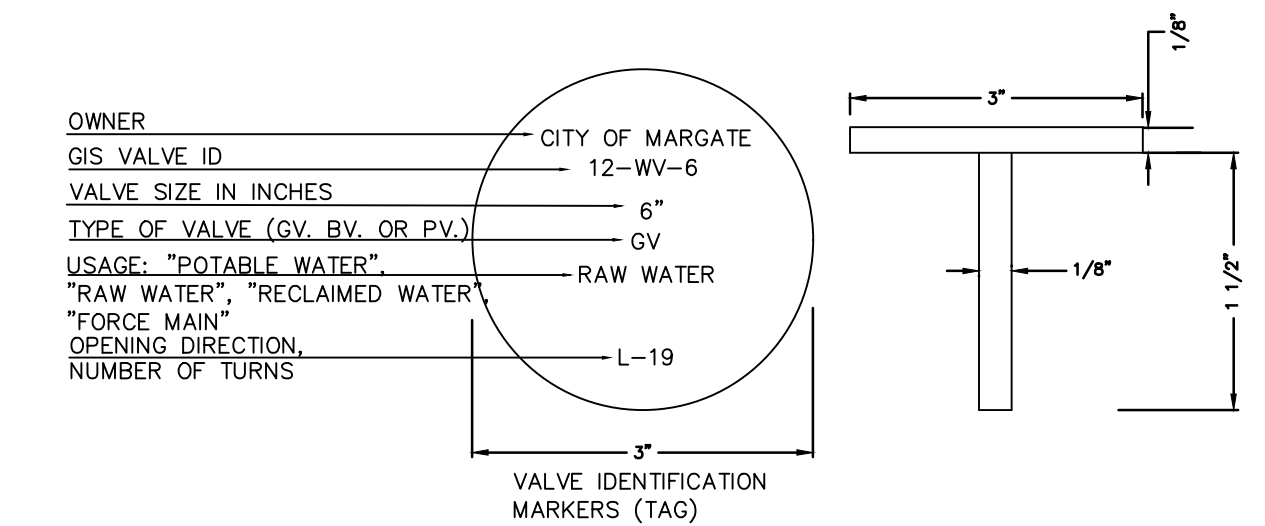 OWNER
GIS VALVE ID
VALVE SIZE IN INCHES
TYPE OF VALVE (GV. BV. OR PV.)
USAGE: "POTABLE WATER",
"RAW WATER", "RECLAIMED WATER",
"FORCE MAIN"
OPENING DIRECTION,
NUMBER OF TURNS
CITY OF MARGATE
12-WV-6
6"
GV
RAW WATER
L-19
3"
VALVE IDENTIFICATION
MARKERS (TAG)
3"
1/8"
1/8"
1 1/2"